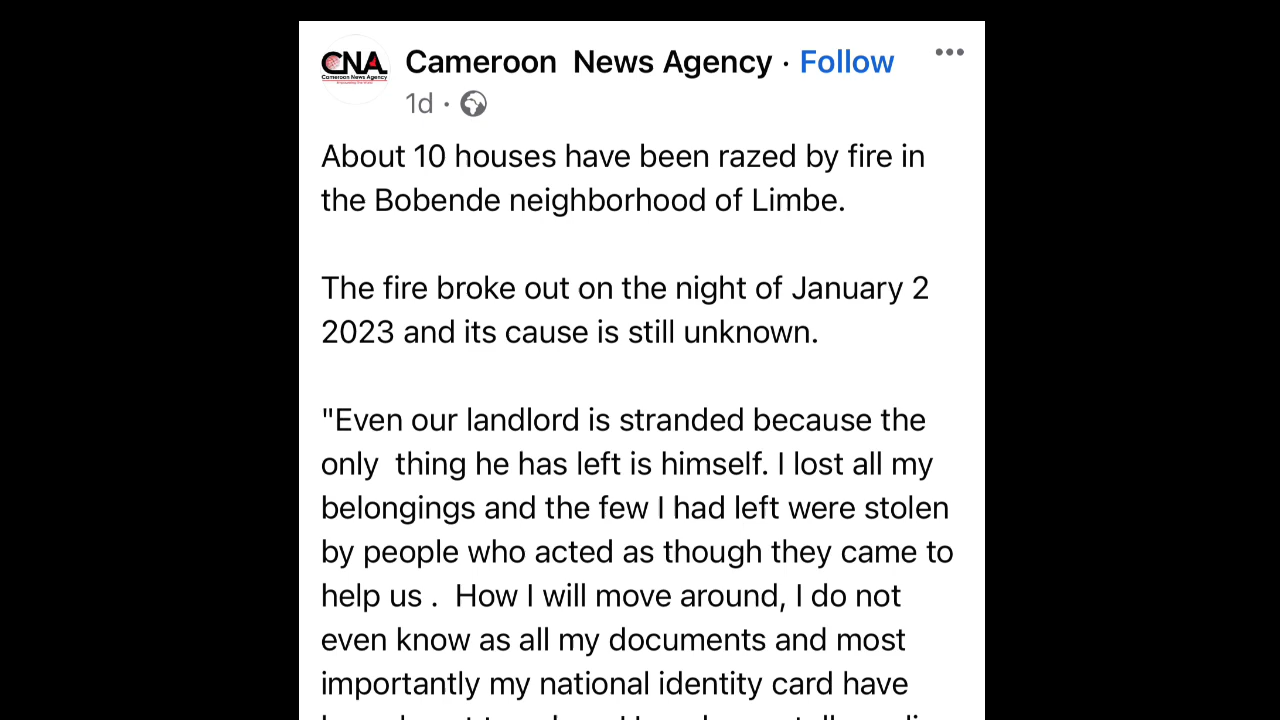 CNA
Cameroon News Agency
Cameroon  News Agency · Follow
1d ·
About 10 houses have been razed by fire in
the Bobende neighborhood of Limbe.
The fire broke out on the night of January 2
2023 and its cause is still unknown.
"Even our landlord is stranded because the
only  thing he has left is himself. I lost all my
belongings and the few I had left were stolen
by people who acted as though they came to
help us .  How I will move around, I do not
even know as all my documents and most
importantly my national identity card have